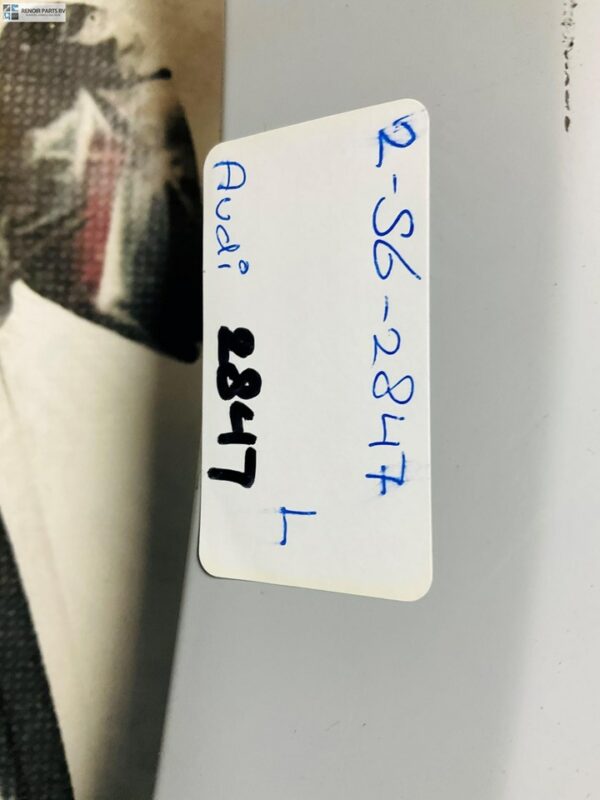 RENOIR PARTS BV
2-S6-2847
L
Audi 2847